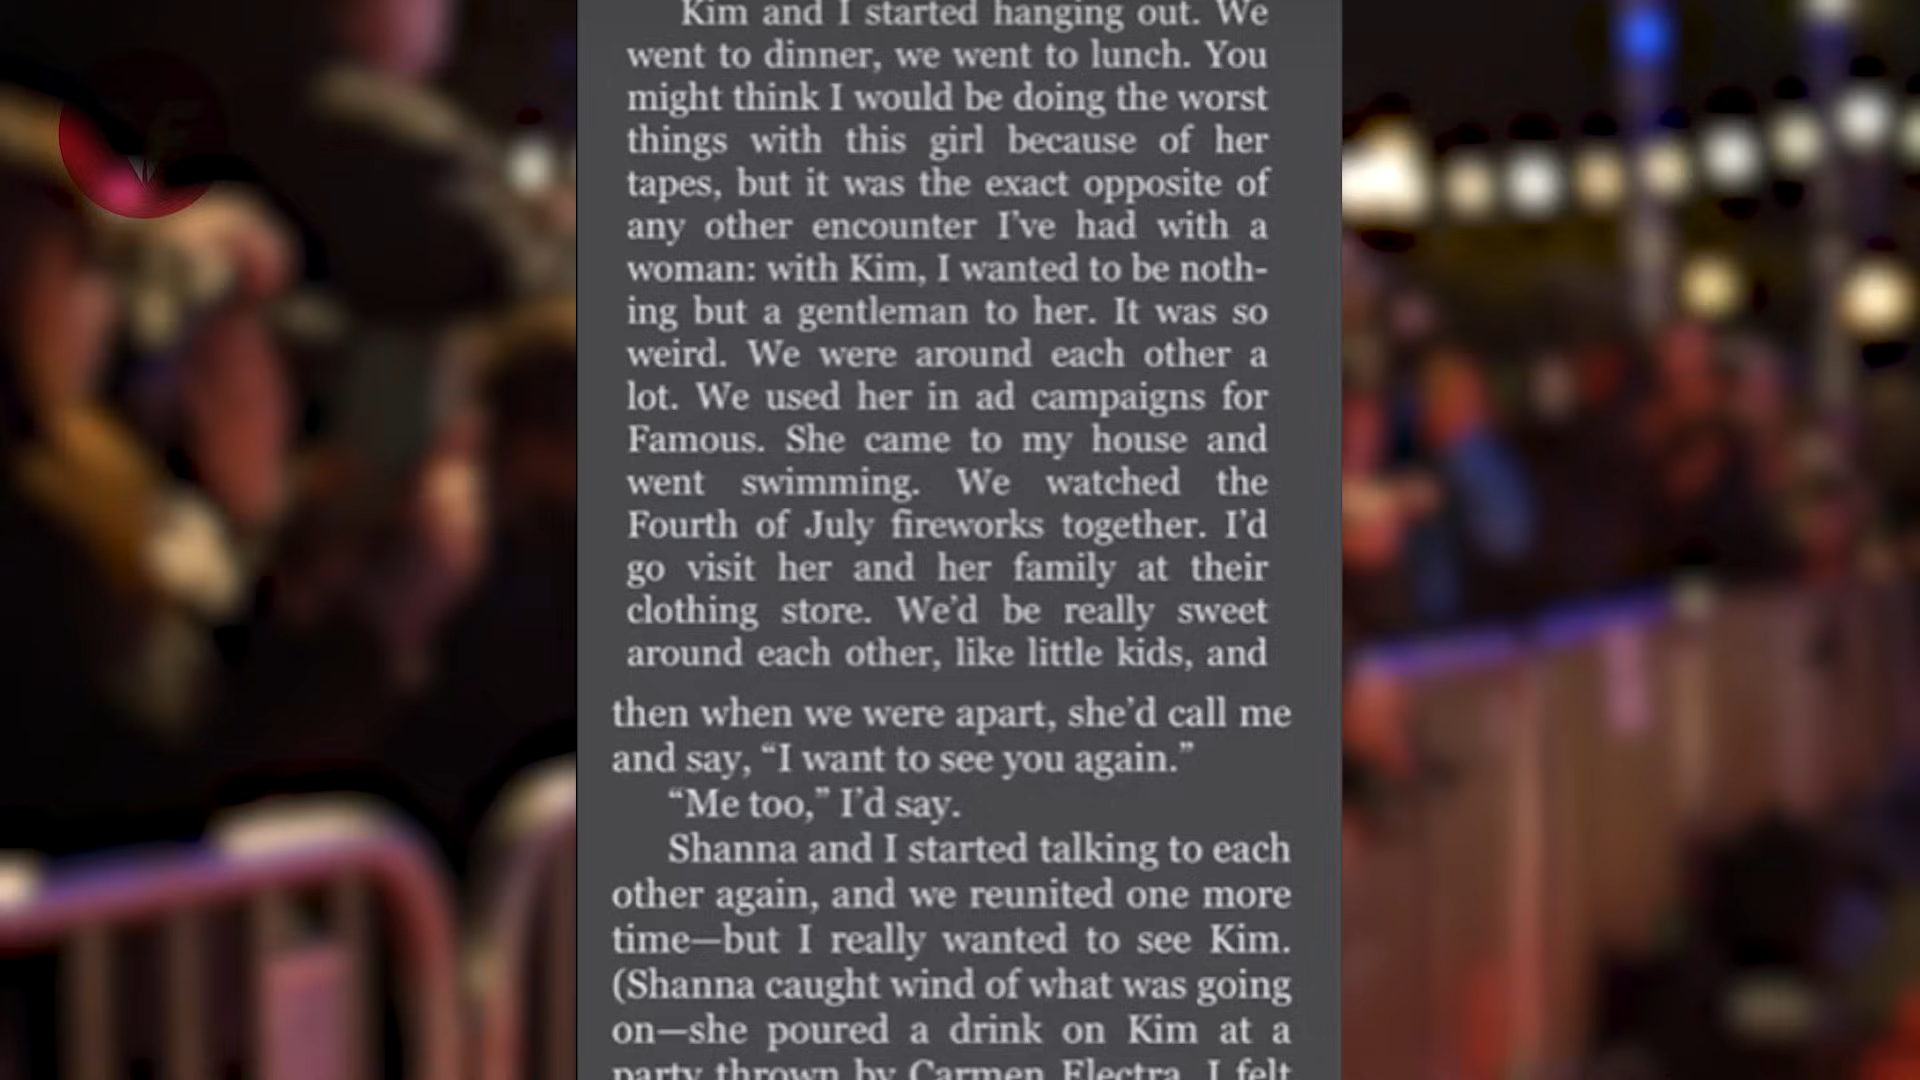 Kim and I started hanging out. We
went to dinner, we went to lunch. You
might think I would be doing the worst
things with this girl because of her
tapes, but it was the exact opposite of
any other encounter I’ve had with a
woman: with Kim, I wanted to be noth-
ing but a gentleman to her. It was so
weird. We were around each other a
lot. We used her in ad campaigns for
Famous. She came to my house and
went swimming. We watched the
Fourth of July fireworks together. I’d
go visit her and her family at their
clothing store. We’d be really sweet
around each other, like little kids, and
then when we were apart, she’d call me
and say, “I want to see you again.”
“Me too,” I’d say.
Shanna and I started talking to each
other again, and we reunited one more
time—but I really wanted to see Kim.
(Shanna caught wind of what was going
on—she poured a drink on Kim at a
party thrown by Carmen Electra. I felt